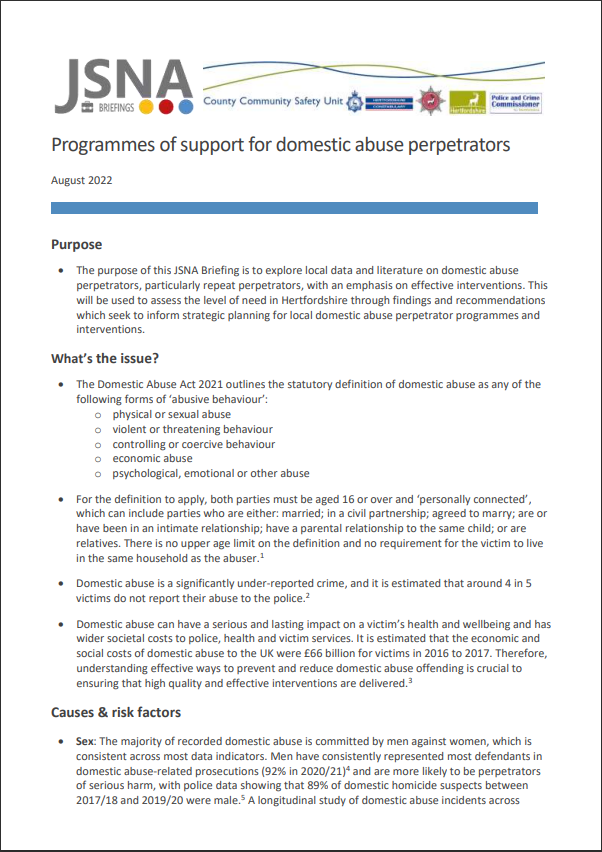 JSNA
BRIEFINGS
County Community Safety Unit
HERTFORDSHIRE
CONSTABULARY
Hertfordshire
Police and Crime
Commissioner
Programmes of support for domestic abuse perpetrators
August 2022
Purpose
• The purpose of this JSNA Briefing is to explore local data and literature on domestic abuse
perpetrators, particularly repeat perpetrators, with an emphasis on effective interventions. This
will be used to assess the level of need in Hertfordshire through findings and recommendations
which seek to inform strategic planning for local domestic abuse perpetrator programmes and
interventions.
What’s the issue?
• The Domestic Abuse Act 2021 outlines the statutory definition of domestic abuse as any of the
following forms of ‘abusive behaviour’:
o physical or sexual abuse
o violent or threatening behaviour
o controlling or coercive behaviour
o economic abuse
o psychological, emotional or other abuse
• For the definition to apply, both parties must be aged 16 or over and ‘personally connected’,
which can include parties who are either: married; in a civil partnership; agreed to marry; are or
have been in an intimate relationship; have a parental relationship to the same child; or are
relatives. There is no upper age limit on the definition and no requirement for the victim to live
in the same household as the abuser.¹
• Domestic abuse is a significantly under-reported crime, and it is estimated that around 4 in 5
victims do not report their abuse to the police.²
• Domestic abuse can have a serious and lasting impact on a victim’s health and wellbeing and has
wider societal costs to police, health and victim services. It is estimated that the economic and
social costs of domestic abuse to the UK were £66 billion for victims in 2016 to 2017. Therefore,
understanding effective ways to prevent and reduce domestic abuse offending is crucial to
ensuring that high quality and effective interventions are delivered.³
Causes & risk factors
• Sex: The majority of recorded domestic abuse is committed by men against women, which is
consistent across most data indicators. Men have consistently represented most defendants in
domestic abuse-related prosecutions (92% in 2020/21)⁴ and are more likely to be perpetrators
of serious harm, with police data showing that 89% of domestic homicide suspects between
2017/18 and 2019/20 were male.⁵ A longitudinal study of domestic abuse incidents across